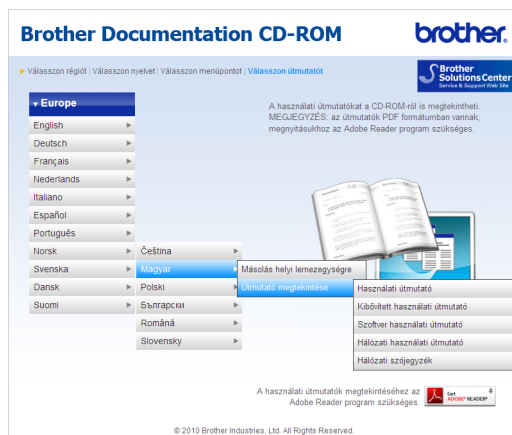 Brother Documentation CD-ROM
brother
Válasszon régiót | Válasszon nyelvet | Válasszon menüpontot | Válasszon útmutatót
Brother
SolutionsCenter
Service & Support Web Site
Europe
A használati útmutatókat a CD-ROM-ról is megtekintheti.
MEGJEGYZÉS: az útmutatók PDF formátumban vannak,
megnyitásukhoz az Adobe Reader program szükséges.
English
Deutsch
Français
Nederlands
Italiano
Español
Português
Norsk
Svenska
Dansk
Suomi
Čeština
Magyar
Polski
Български
Română
Slovensky
Másolás helyi lemezegységre
Útmutató megtekintése
Használati útmutató
Kibővített használati útmutató
Szoftver használati útmutató
Hálózati használati útmutató
Hálózati szójegyzék
A használati útmutatók megtekintéséhez az
Adobe Reader program szükséges.
Get
ADOBE® READER®
© 2010 Brother Industries, Ltd. All Rights Reserved.